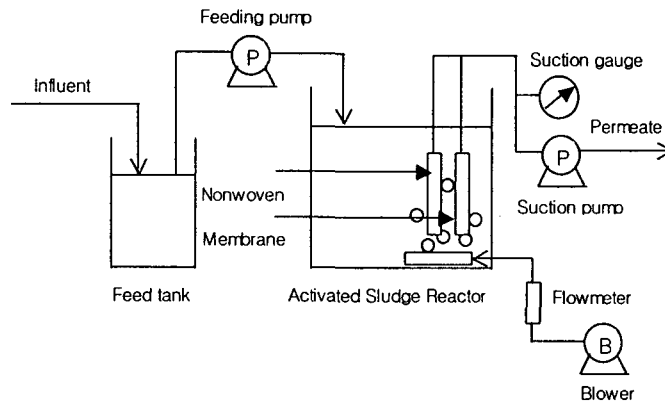 Feeding pump
P
Influent
Suction gauge
Permeate
P
Nonwoven
Membrane
Suction pump
Feed tank
Activated Sludge Reactor
Flowmeter
B
Blower